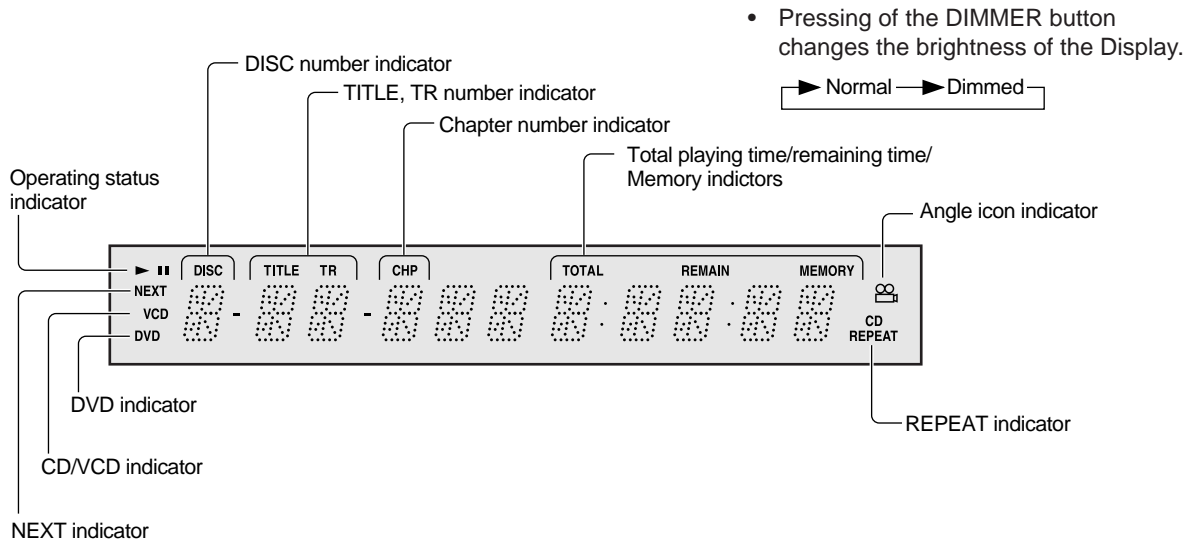 • Pressing of the DIMMER button
changes the brightness of the Display.
Normal Dimmed
DISC number indicator
TITLE, TR number indicator
Chapter number indicator
Total playing time/remaining time/
Memory indictors
Operating status
indicator
Angle icon indicator
DISC TITLE TR CHP TOTAL REMAIN MEMORY
NEXT
VCD
DVD
CD
REPEAT
DVD indicator
REPEAT indicator
CD/VCD indicator
NEXT indicator